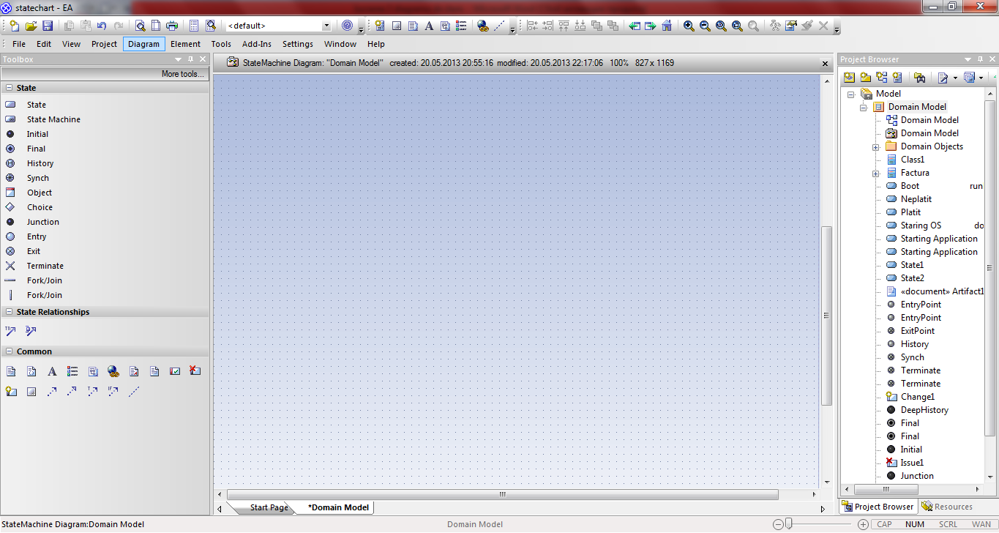 statechart - EA
< default>
A
File Edit View Project Diagram Element Tools Add-Ins Settings Window Help
Toolbox
More tools...
State
State
State Machine
Initial
Final
History
Synch
Object
Choice
Junction
Entry
Exit
Terminate
Fork/Join
Fork/Join
State Relationships
Common
A
StateMachine Diagram: "Domain Model" created: 20.05.2013 20:55:16 modified: 20.05.2013 22:17:06 100% 827 x 1169
Start Page *Domain Model
Project Browser
Model
Domain Model
Domain Model
Domain Model
Domain Objects
Class1
Factura
Boot run
Neplatit
Platit
Staring OS do
Starting Application
Starting Application
State1
State2
«document» Artifact1
EntryPoint
EntryPoint
ExitPoint
History
Synch
Terminate
Terminate
Change1
DeepHistory
Final
Final
Initial
Issue1
Junction
Project Browser Resources
StateMachine Diagram:Domain Model Domain Model CAP NUM SCRL WAN